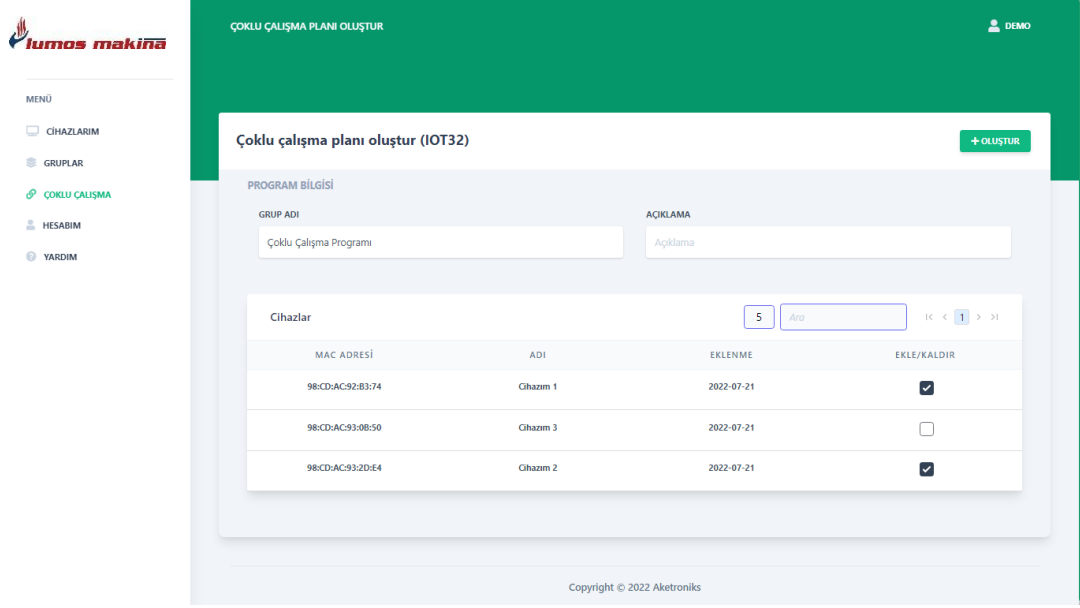 lumos makina
ÇOKLU ÇALIŞMA PLANI OLUŞTUR
DEMO
MENÜ
CİHAZLARIM
GRUPLAR
ÇOKLU ÇALIŞMA
HESABIM
YARDIM
Çoklu çalışma planı oluştur (IOT32)
+ OLUŞTUR
PROGRAM BİLGİSİ
GRUP ADI
AÇIKLAMA
Çoklu Çalışma Programı
Açıklama
Cihazlar
5
Ara
1
MAC ADRESİ ADI EKLENME EKLE/KALDIR
98:CD:AC:92:B3:74 Cihazım 1 2022-07-21
98:CD:AC:93:0B:50 Cihazım 3 2022-07-21
98:CD:AC:93:2D:E4 Cihazım 2 2022-07-21
Copyright © 2022 Aketroniks